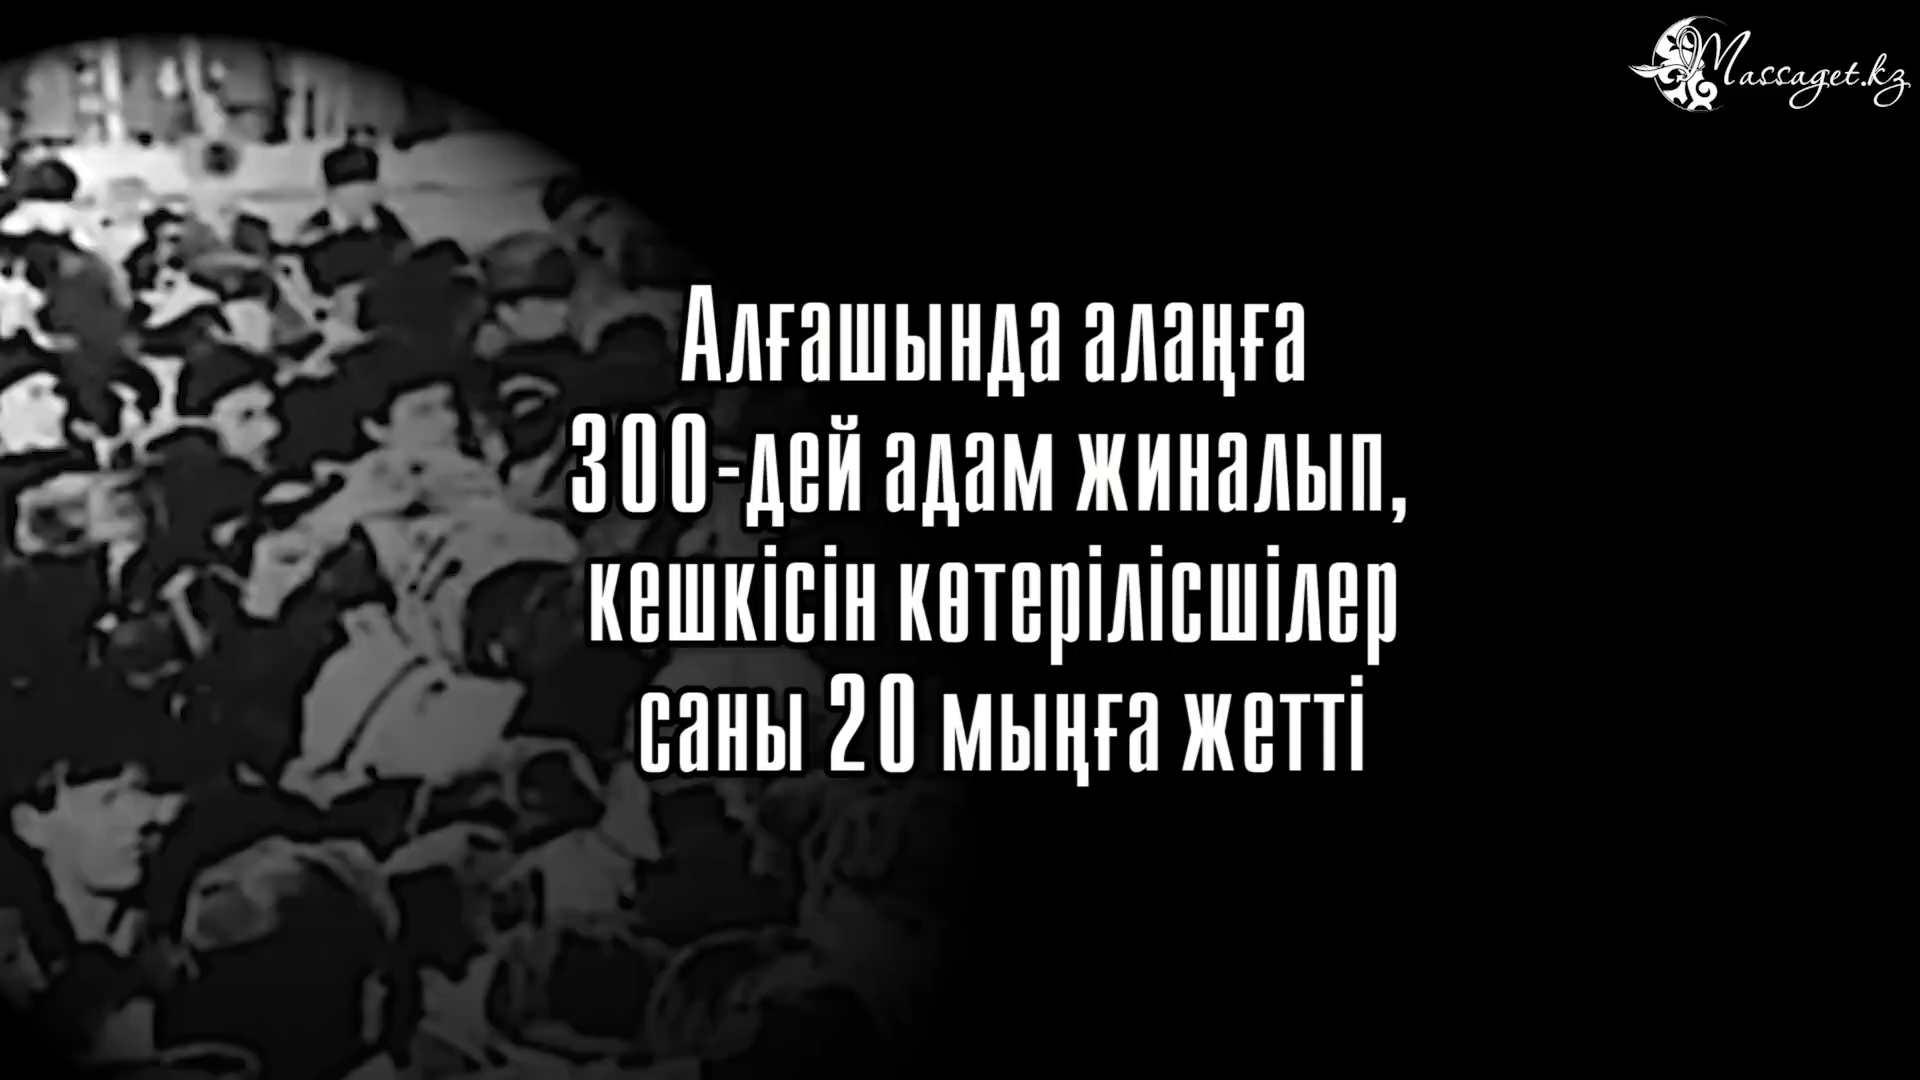 Massaget.kz
Алғашында алаңға
300-дей адам жиналып,
кешкісін көтерілісшілер
саны 20 мыңға жетті